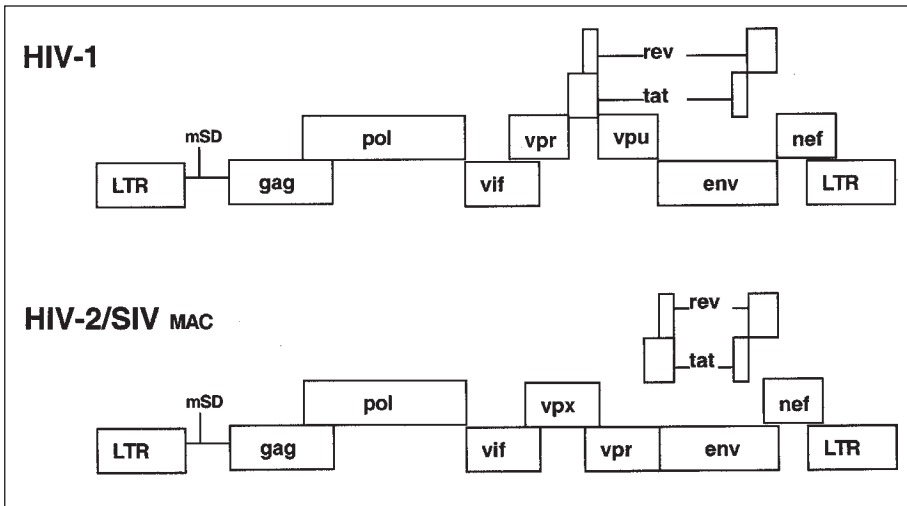 HIV-1
rev
tat
mSD
pol
vpr
vpu
nef
LTR
gag
vif
env
LTR
HIV-2/SIV MAC
rev
tat
mSD
pol
vpx
nef
LTR
gag
vif
vpr
env
LTR